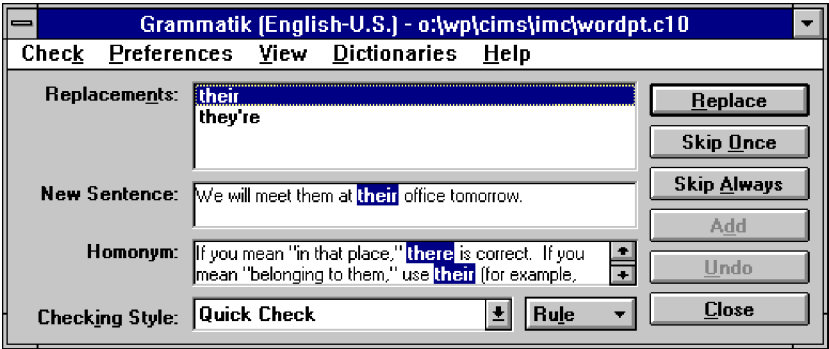 Grammatik (English-U.S.) - o:\wp\cims\imc\wordpt.c10
Check Preferences View Dictionaries Help
Replacements: their
they're
Replace
Skip Once
New Sentence: We will meet them at their office tomorrow.
Skip Always
Add
Homonym: If you mean "in that place," there is correct. If you
mean "belonging to them," use their (for example,
Undo
Checking Style: Quick Check Rule Close